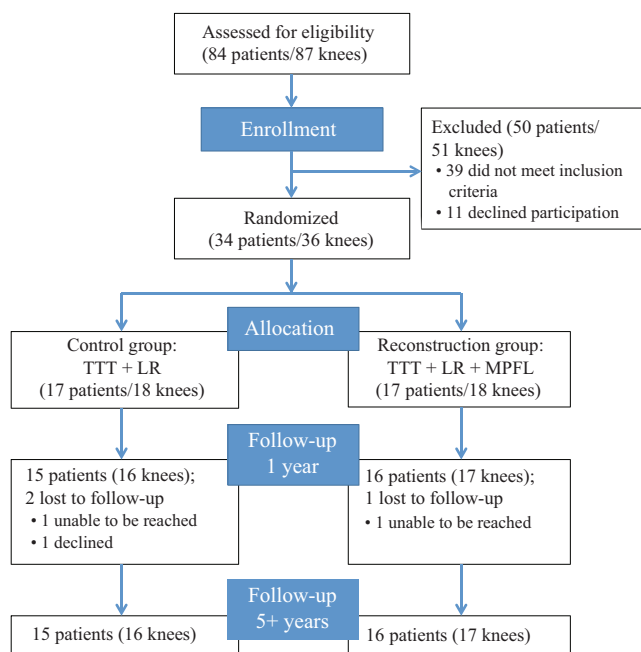 Assessed for eligibility
(84 patients/87 knees)
Enrollment
Excluded (50 patients/
51 knees)
• 39 did not meet inclusion
criteria
• 11 declined participation
Randomized
(34 patients/36 knees)
Allocation
Control group:
TTT + LR
(17 patients/18 knees)
Reconstruction group:
TTT + LR + MPFL
(17 patients/18 knees)
Follow-up
1 year
15 patients (16 knees);
2 lost to follow-up
• 1 unable to be reached
• 1 declined
16 patients (17 knees);
1 lost to follow-up
• 1 unable to be reached
Follow-up
5+ years
15 patients (16 knees)
16 patients (17 knees)